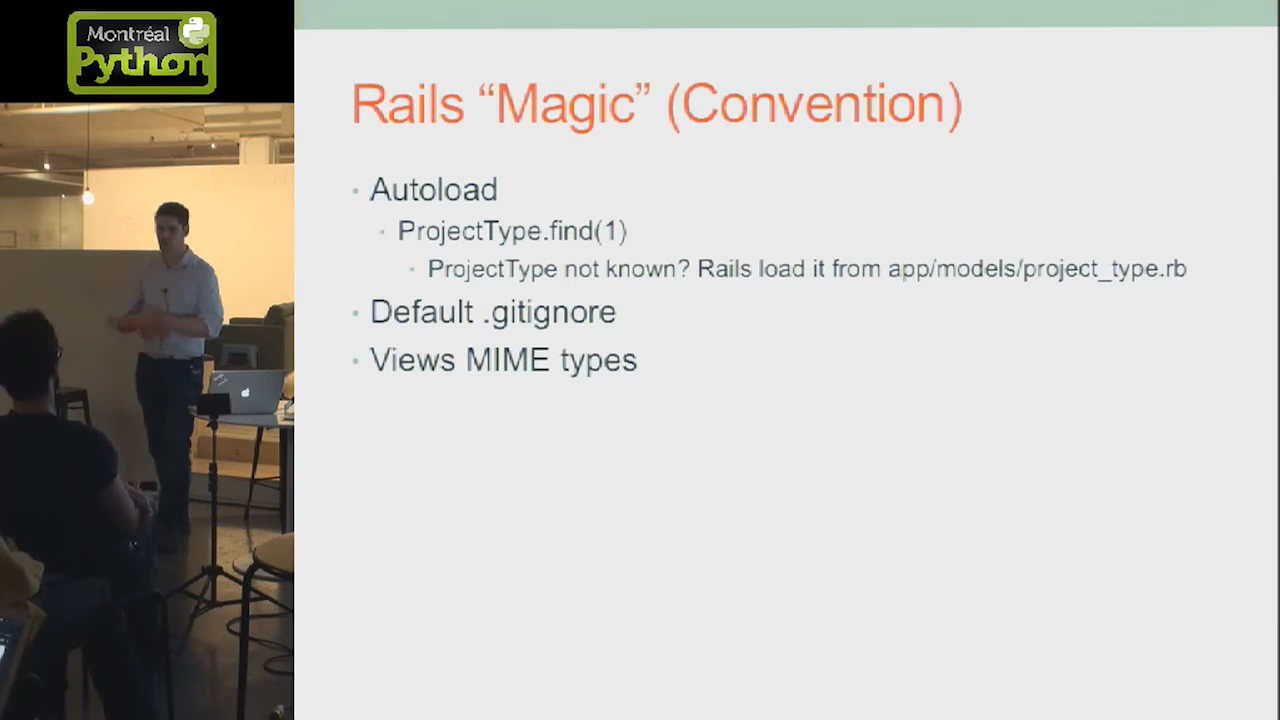 Montréal
Python
Rails “Magic” (Convention)
Autoload
ProjectType.find(1)
ProjectType not known? Rails load it from app/models/project_type.rb
Default .gitignore
Views MIME types